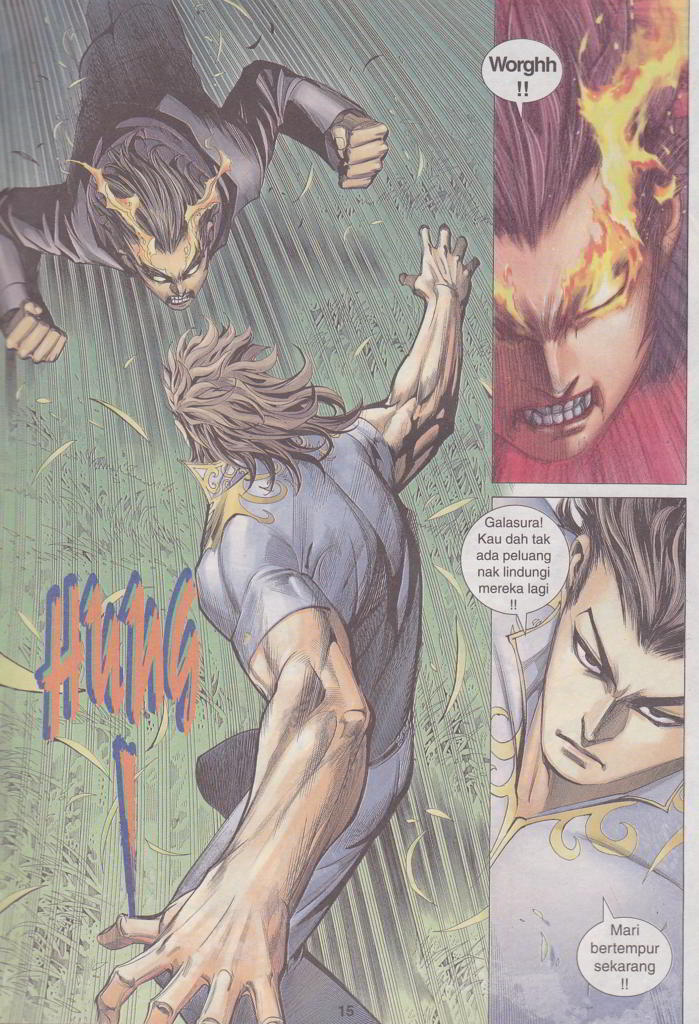 Worghh
!!
HUNG
!
Galasura!
Kau dah tak
ada peluang
nak lindungi
mereka lagi
!!
Mari
bertempur
sekarang
!!
15